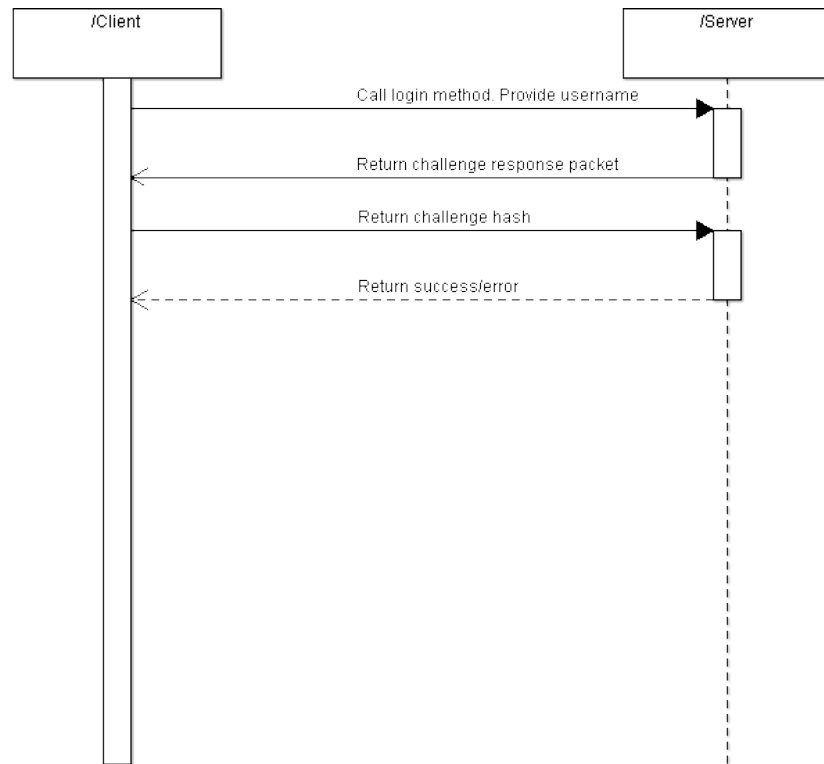 /Client
/Server
Call login method. Provide username
Return challenge response packet
Return challenge hash
Return success/error